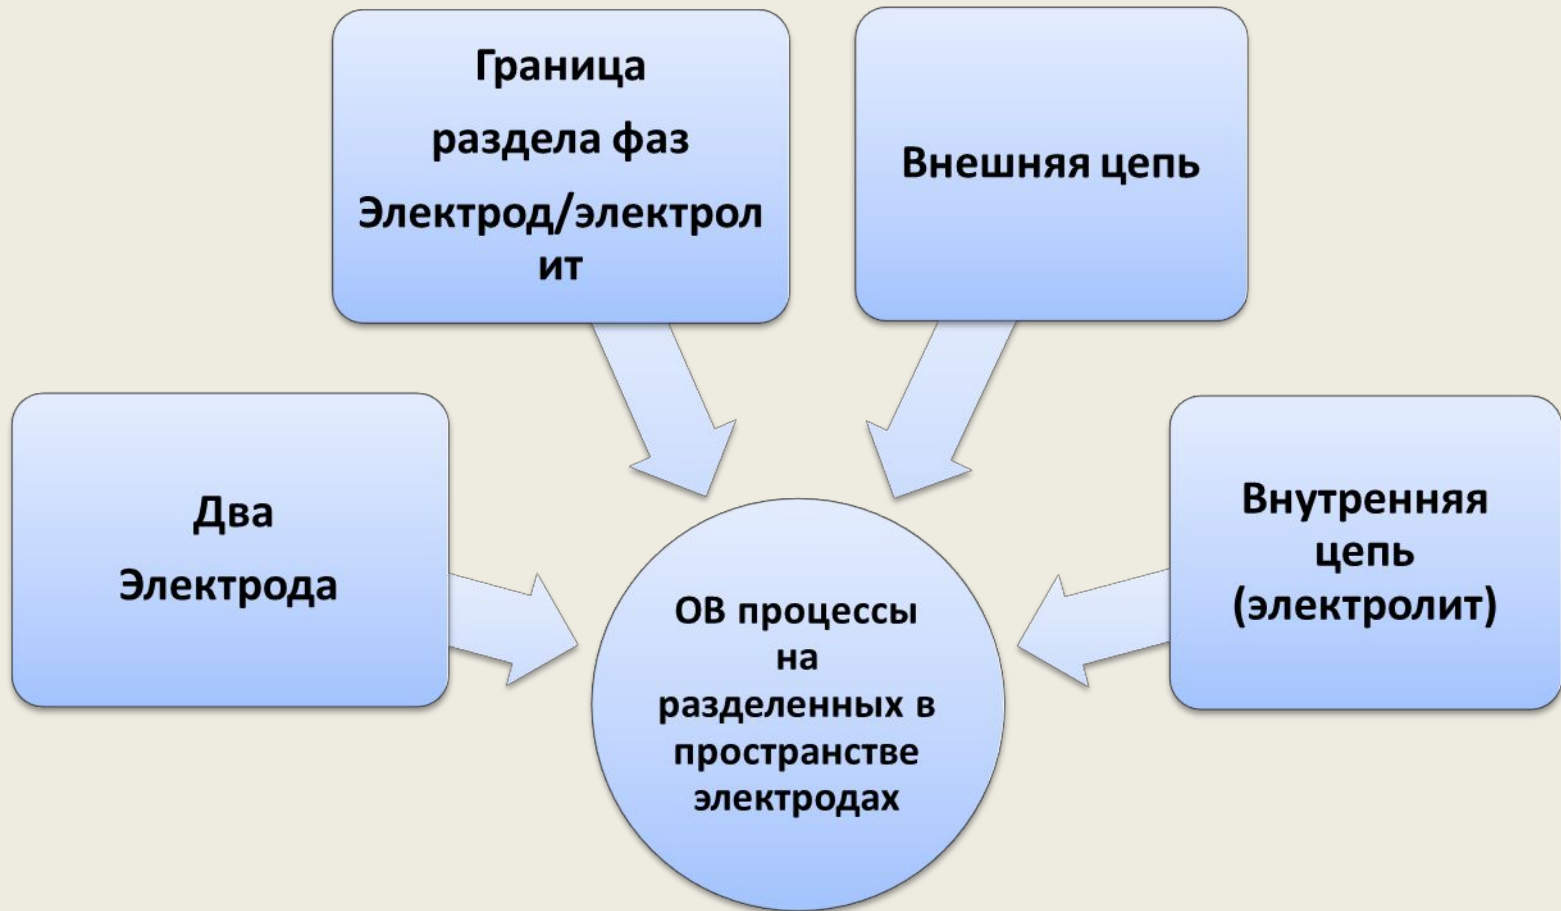 Граница
раздела фаз
Электрод/электрол
ит
Внешняя цепь
Два
Электрода
Внутренняя
цепь
(электролит)
ОВ процессы
на
разделенных в
пространстве
электродах